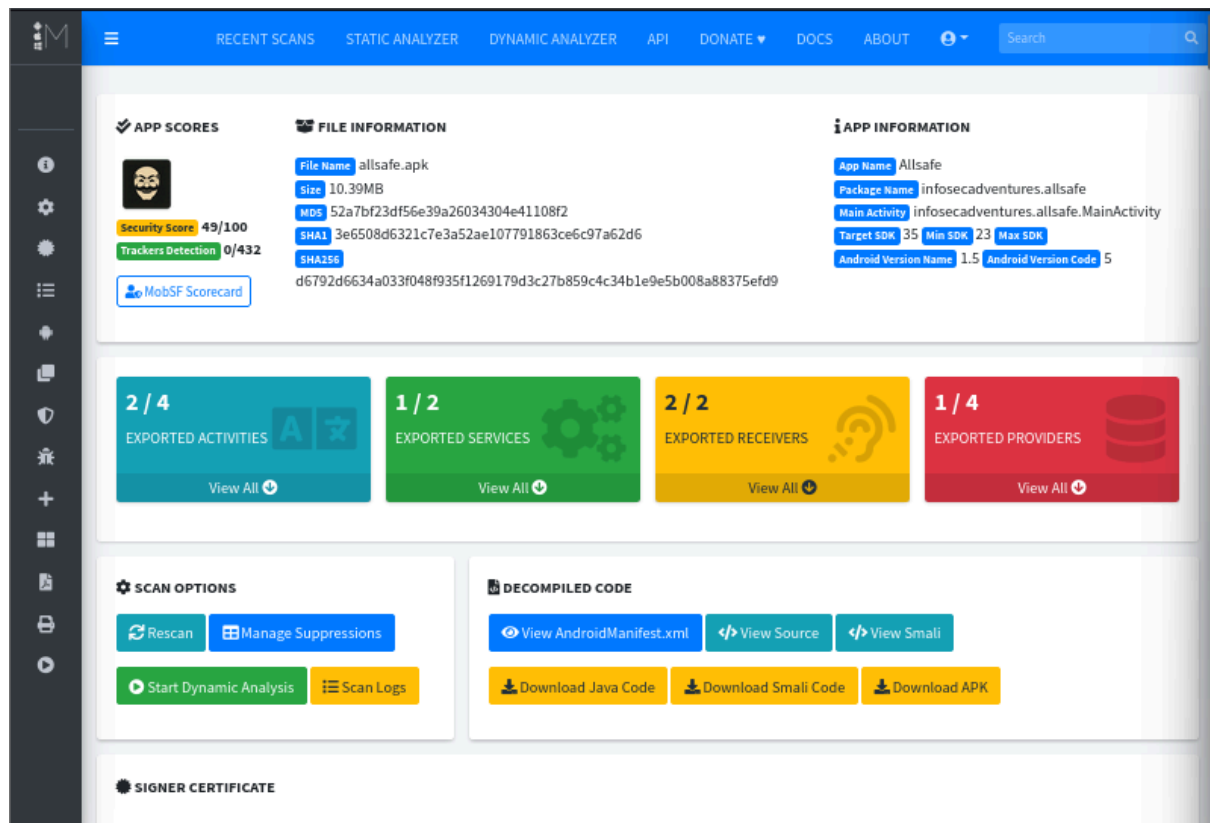 M
RECENT SCANS STATIC ANALYZER DYNAMIC ANALYZER API DONATE ♥ DOCS ABOUT Search
APP SCORES
Security Score 49/100
Trackers Detection 0/432
MobSF Scorecard
FILE INFORMATION
File Name allsafe.apk
Size 10.39MB
MD5 52a7bf23df56e39a26034304e41108f2
SHA1 3e6508d6321c7e3a52ae107791863ce6c97a62d6
SHA256
d6792d6634a033f048f935f1269179d3c27b859c4c34b1e9e5b008a88375efd9
APP INFORMATION
App Name Allsafe
Package Name infosecadventures.allsafe
Main Activity infosecadventures.allsafe.MainActivity
Target SDK 35 Min SDK 23 Max SDK
Android Version Name 1.5 Android Version Code 5
2 / 4
EXPORTED ACTIVITIES
View All
1 / 2
EXPORTED SERVICES
View All
2 / 2
EXPORTED RECEIVERS
View All
1 / 4
EXPORTED PROVIDERS
View All
SCAN OPTIONS
Rescan Manage Suppressions
Start Dynamic Analysis Scan Logs
DECOMPILED CODE
View AndroidManifest.xml View Source View Smali
Download Java Code Download Smali Code Download APK
SIGNER CERTIFICATE